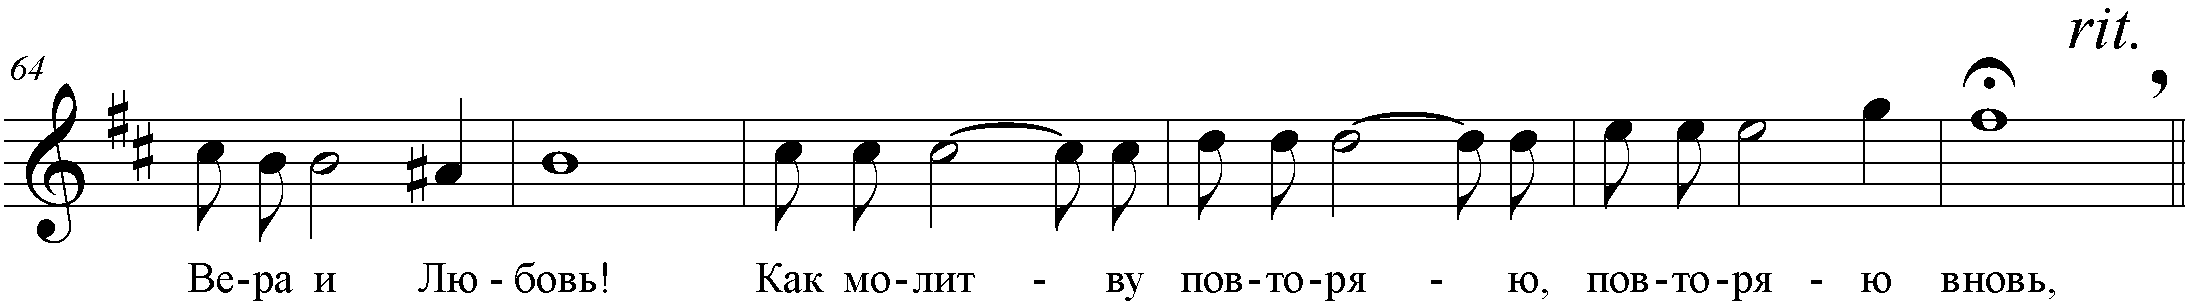 rit.
64
Ве-ра и Лю-бовь! Как мо-лит - ву пов-то-ря - ю, пов-то-ря - ю вновь,